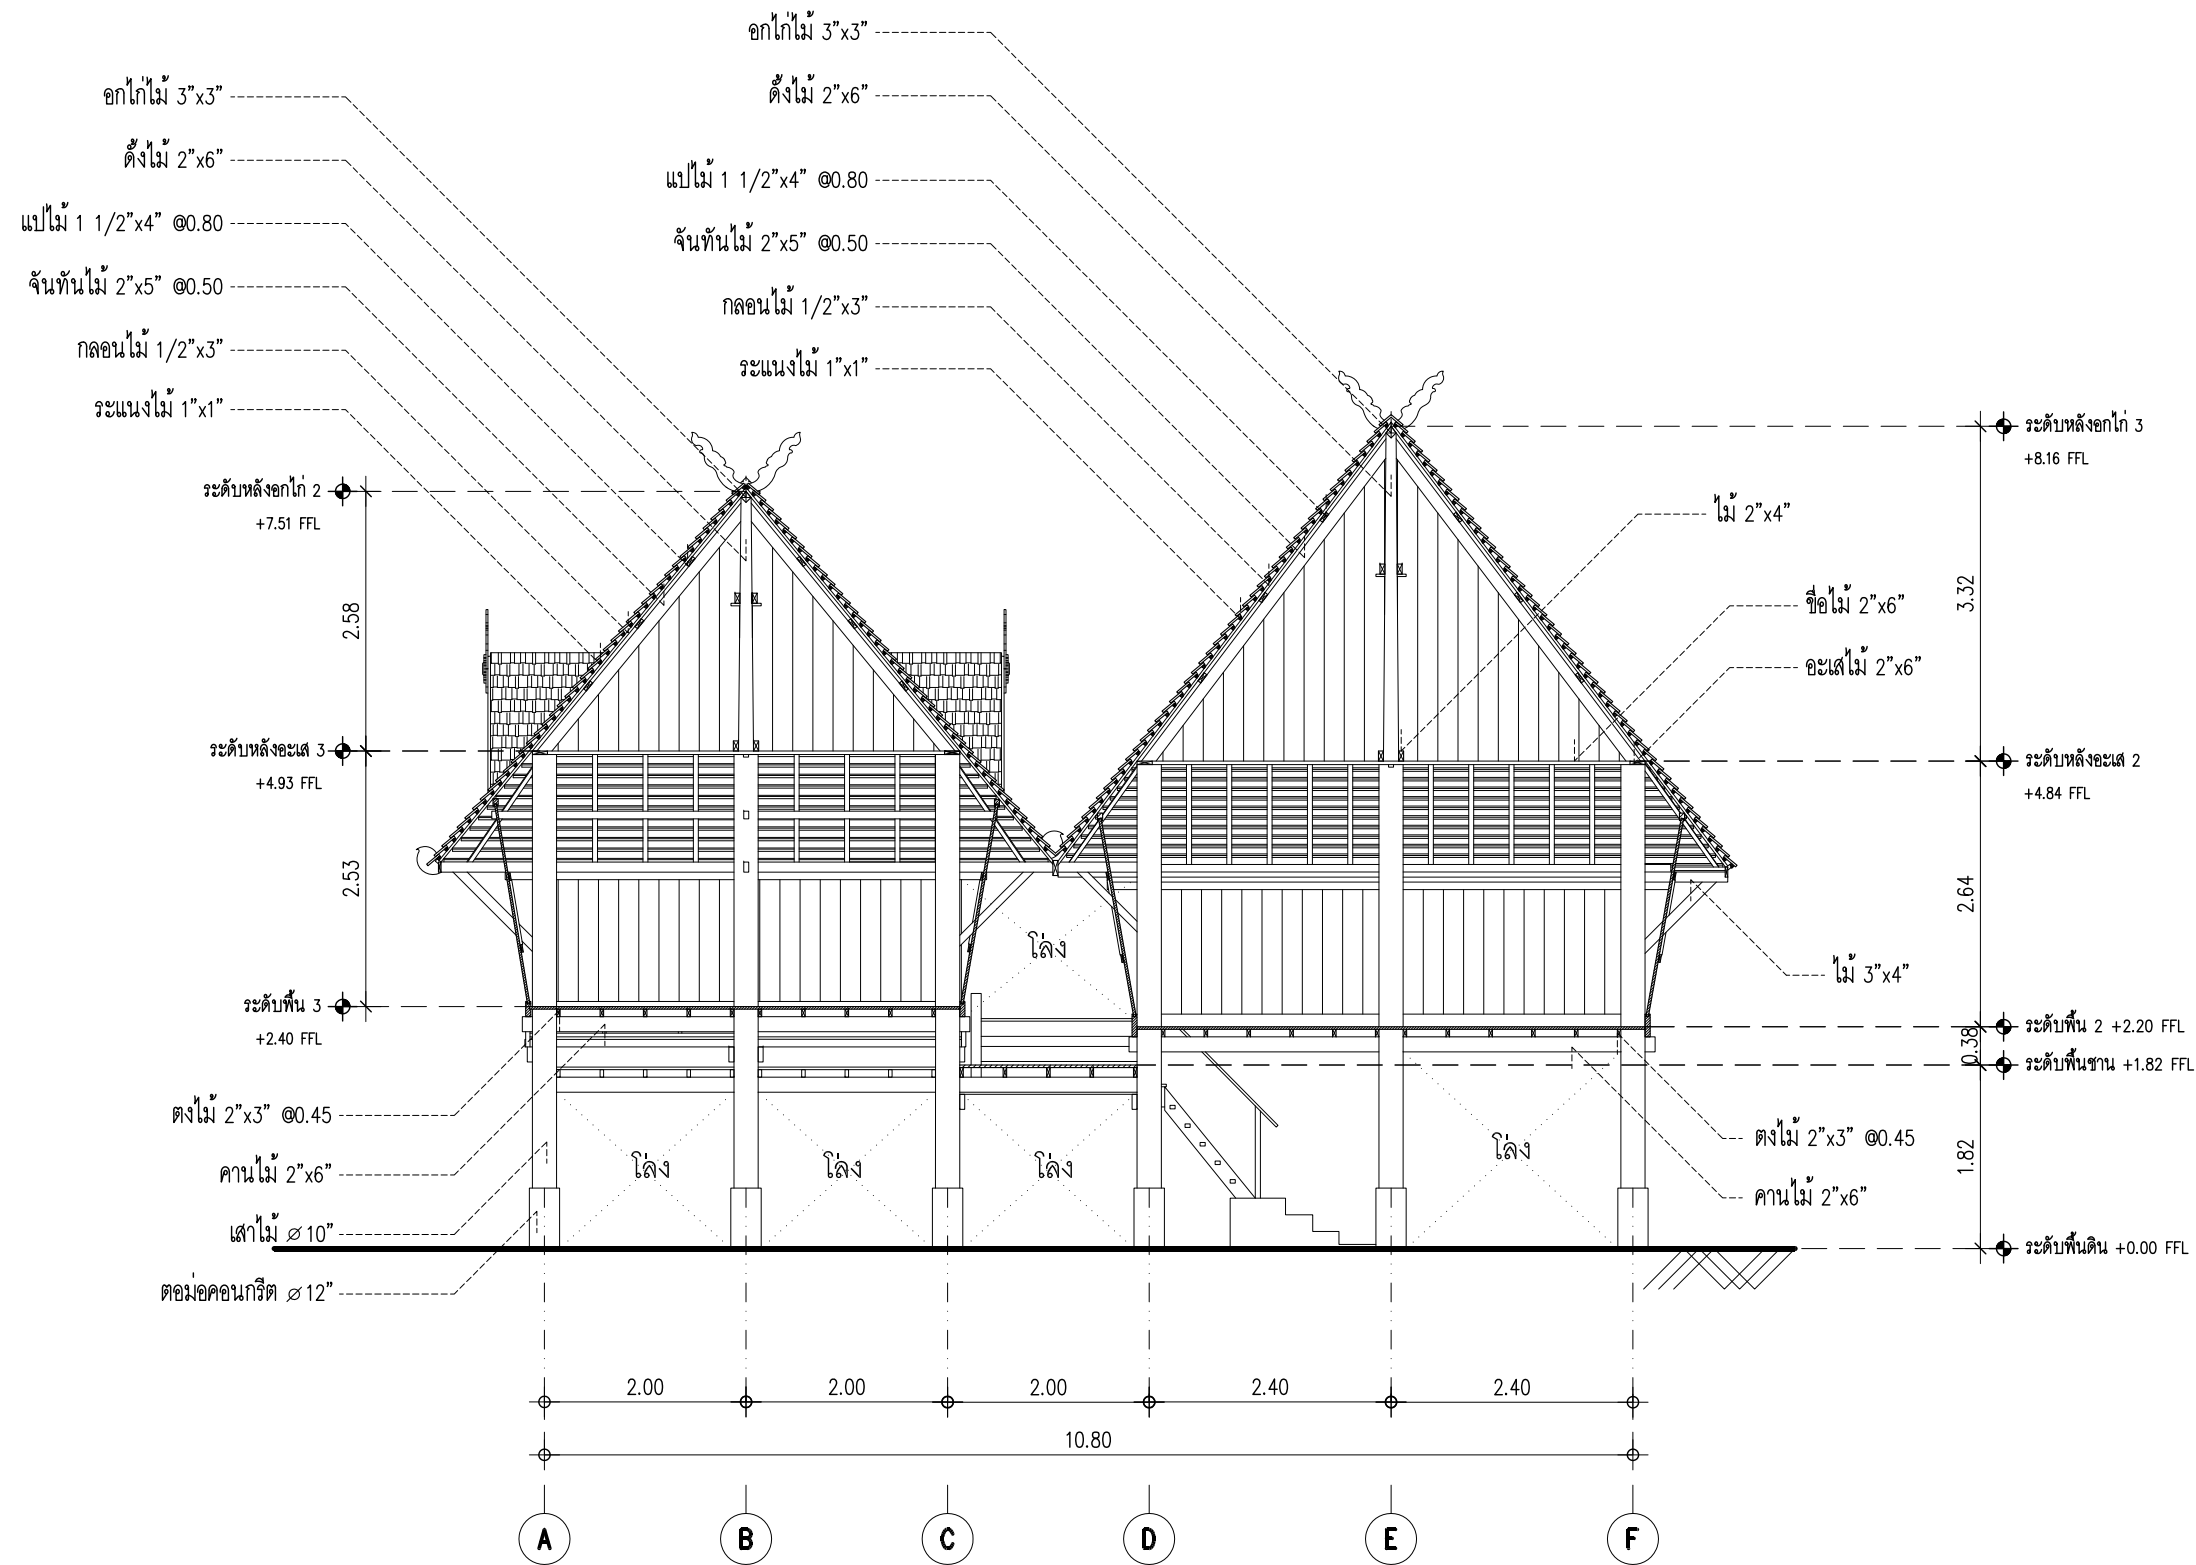 อกไก่ไม้ 3"x3"
ดั้งไม้ 2"x6"
แปไม้ 1 1/2"x4" @0.80
จันทันไม้ 2"x5" @0.50
กลอนไม้ 1/2"x3"
ระแนงไม้ 1"x1"
อกไก่ไม้ 3"x3"
ดั้งไม้ 2"x6"
แปไม้ 1 1/2"x4" @0.80
จันทันไม้ 2"x5" @0.50
กลอนไม้ 1/2"x3"
ระแนงไม้ 1"x1"
ระดับหลังอกไก่ 2
+7.51 FFL
2.58
ระดับหลังอะเส 3
+4.93 FFL
2.53
ระดับพื้น 3
+2.40 FFL
ตงไม้ 2"x3" @0.45
คานไม้ 2"x6"
เสาไม้ ⌀10"
ตอม่อคอนกรีต ⌀12"
โล่ง
โล่ง
โล่ง
โล่ง
โล่ง
ระดับหลังอกไก่ 3
+8.16 FFL
ไม้ 2"x4"
3.32
ขื่อไม้ 2"x6"
อะเสไม้ 2"x6"
ระดับหลังอะเส 2
+4.84 FFL
2.64
ไม้ 3"x4"
ระดับพื้น 2 +2.20 FFL
0.38
ระดับพื้นชาน +1.82 FFL
ตงไม้ 2"x3" @0.45
1.82
คานไม้ 2"x6"
ระดับพื้นดิน +0.00 FFL
2.00 2.00 2.00 2.40 2.40
10.80
A B C D E F